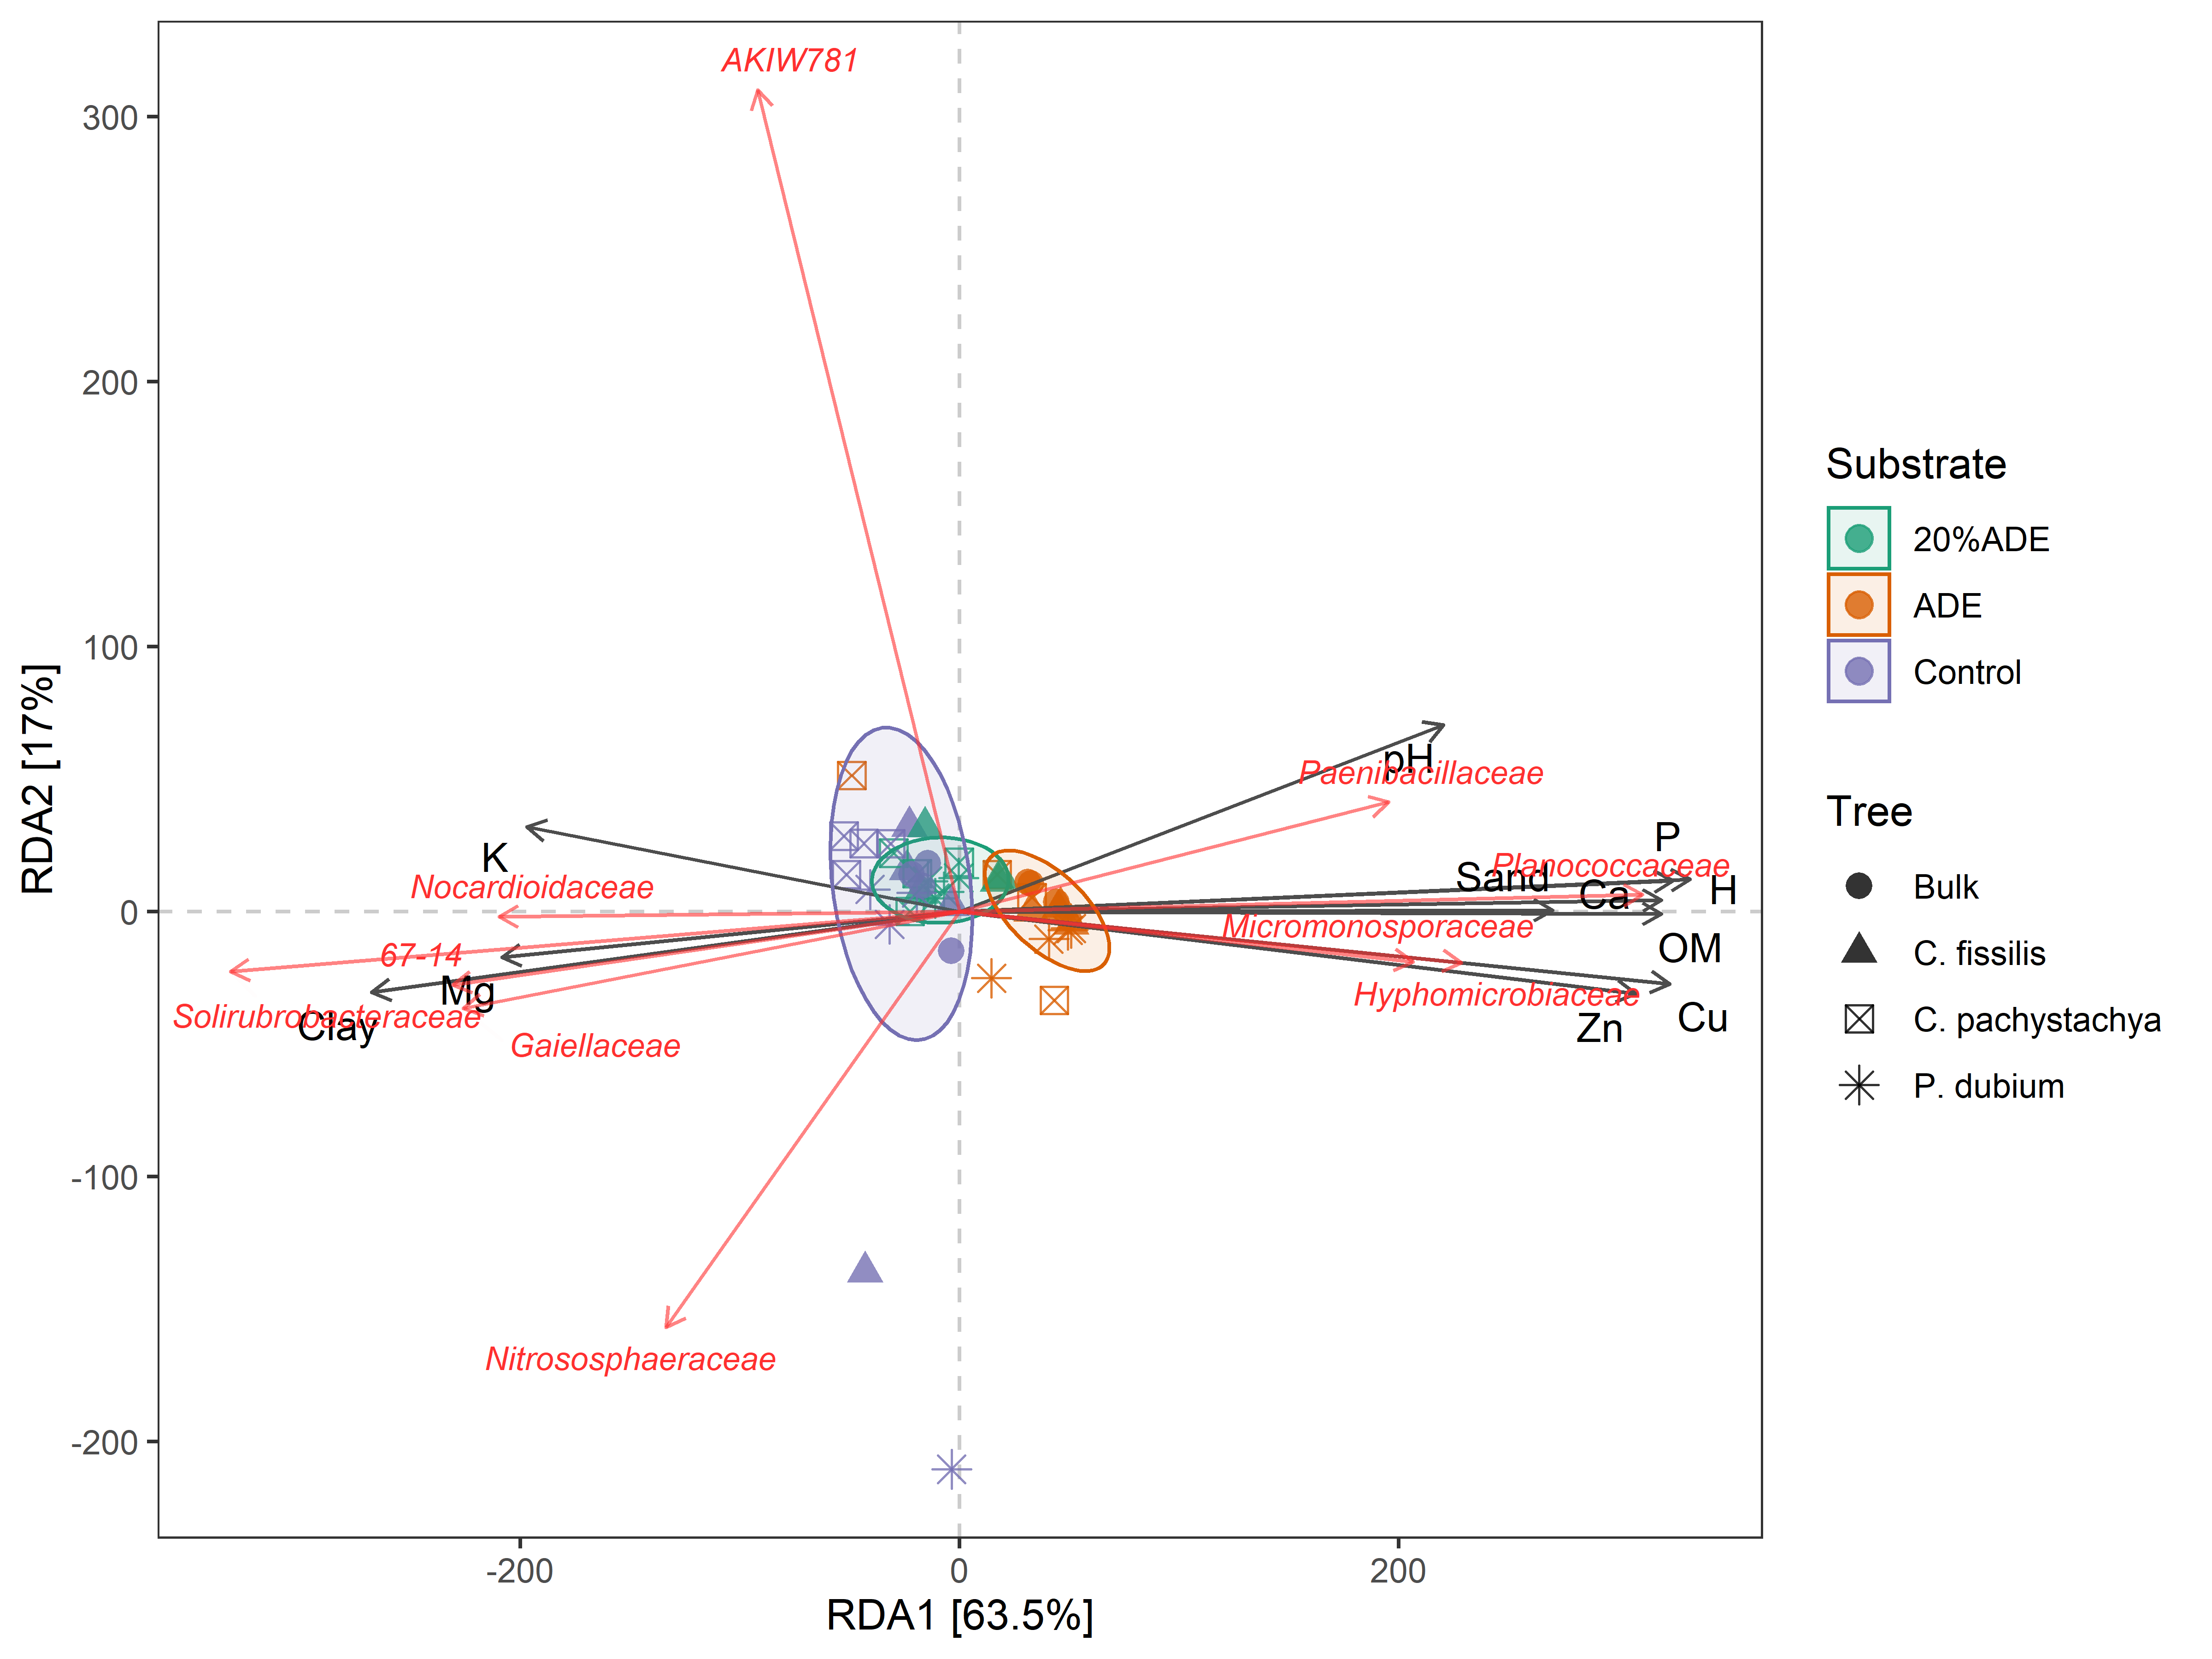 AKIW781
300
200
100
0
-100
-200
RDA2 [17%]
pH
Paenibacillaceae
P
Planococcaceae
Sand
Ca
H
K
Nocardioidaceae
Micromonosporaceae
OM
67-14
Mg
Hyphomicrobiaceae
Solirubrobacteraceae
Clay
Cu
Zn
Gaiellaceae
Nitrososphaeraceae
-200
0
200
RDA1 [63.5%]
Substrate
20%ADE
ADE
Control
Tree
Bulk
C. fissilis
C. pachystachya
P. dubium